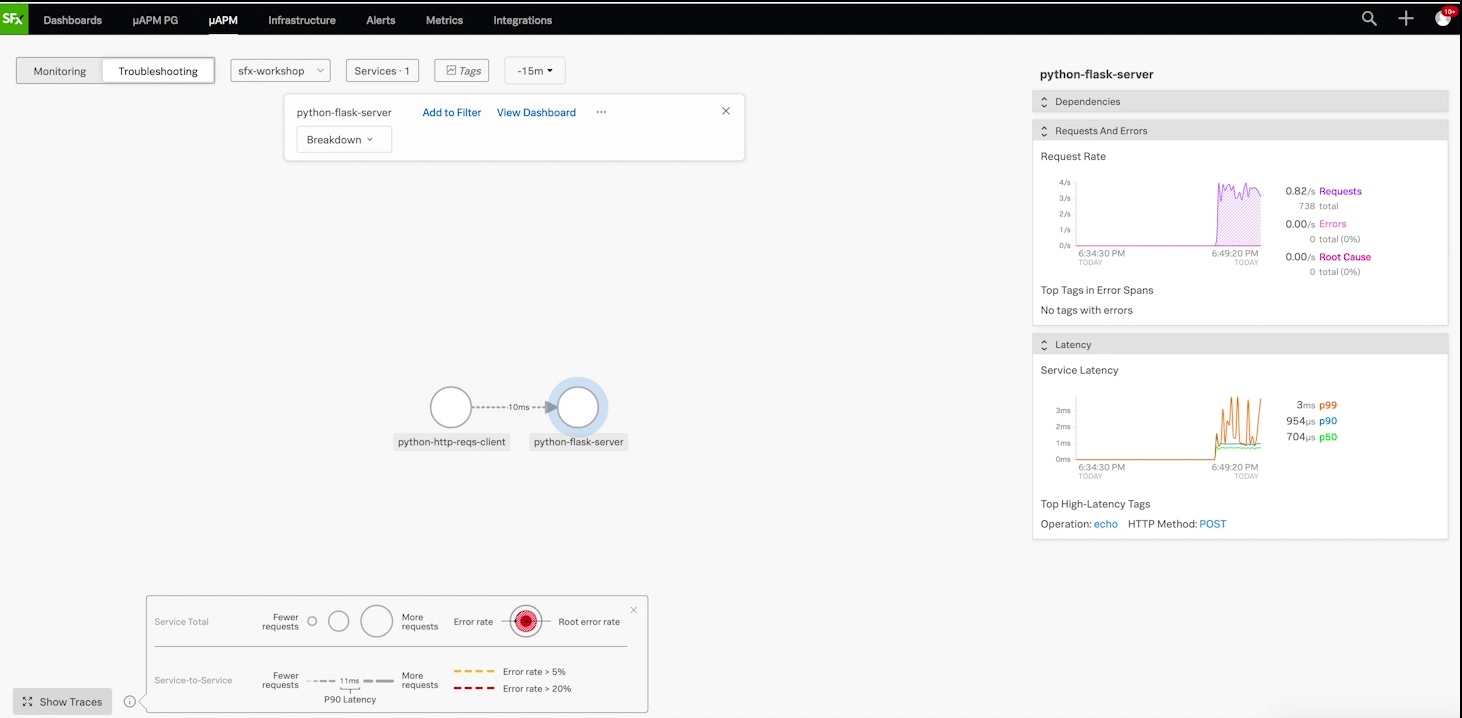 SFx Dashboards µAPM PG µAPM Infrastructure Alerts Metrics Integrations 10+
Monitoring Troubleshooting sfx-workshop Services · 1 Tags -15m
python-flask-server Add to Filter View Dashboard ···
Breakdown
python-flask-server
Dependencies
Requests And Errors
Request Rate
4/s
3/s
2/s
1/s
0/s
6:34:30 PM 6:49:20 PM
TODAY TODAY
0.82/s Requests
738 total
0.00/s Errors
0 total (0%)
0.00/s Root Cause
0 total (0%)
Top Tags in Error Spans
No tags with errors
Latency
Service Latency
3ms
2ms
1ms
0ms
6:34:30 PM 6:49:20 PM
TODAY TODAY
3ms p99
954µs p90
704µs p50
Top High-Latency Tags
Operation: echo HTTP Method: POST
10ms
python-http-reqs-client python-flask-server
Service Total
Fewer
requests
More
requests
Error rate Root error rate
Service-to-Service
Fewer
requests
11ms
P90 Latency
More
requests
Error rate > 5%
Error rate > 20%
Show Traces